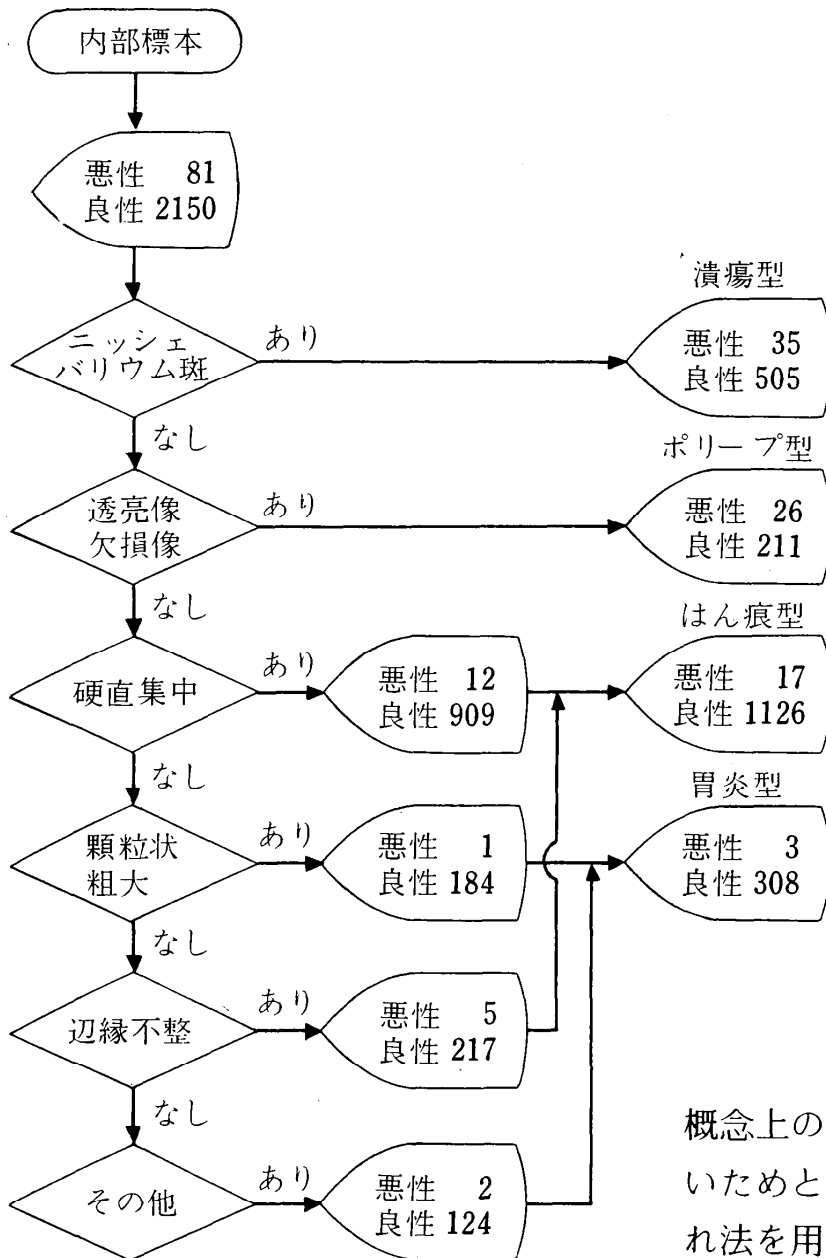 内部標本
悪性 81
良性 2150
ニッシェ
バリウム斑
あり
潰瘍型
悪性 35
良性 505
なし
透亮像
欠損像
あり
ポリープ型
悪性 26
良性 211
なし
硬直集中
あり
悪性 12
良性 909
はん痕型
悪性 17
良性 1126
なし
顆粒状
粗大
あり
悪性 1
良性 184
胃炎型
悪性 3
良性 308
なし
辺縁不整
あり
悪性 5
良性 217
なし
その他
あり
悪性 2
良性 124
概念上の
いためと
れ法を用